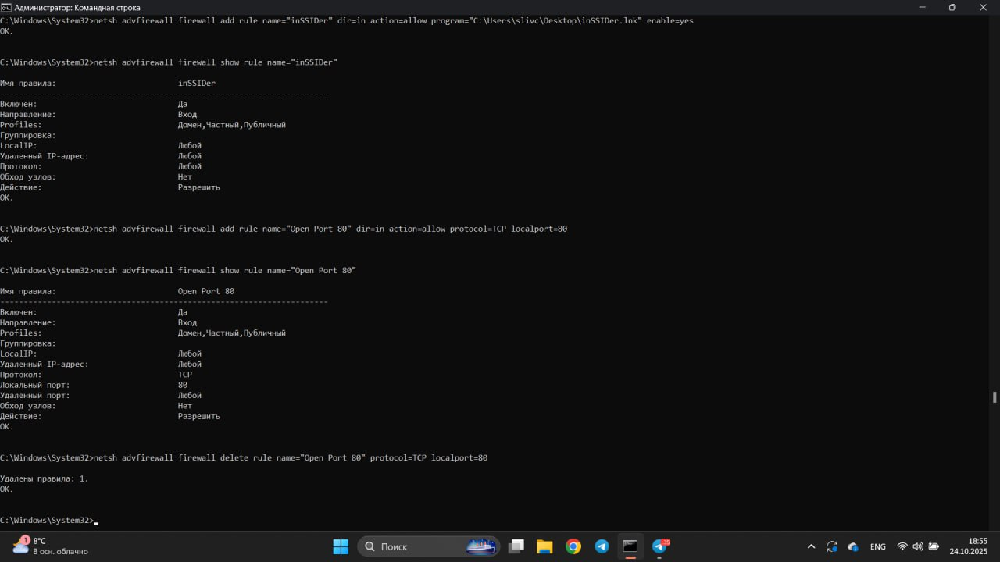 Администратор: Командная строка
C:\Windows\System32>netsh advfirewall firewall add rule name="inSSIDer" dir=in action=allow program="C:\Users\slivc\Desktop\inSSIDer.lnk" enable=yes
OK.
C:\Windows\System32>netsh advfirewall firewall show rule name="inSSIDer"
Имя правила: inSSIDer
----------------------------------------------------------------------
Включен: Да
Направление: Вход
Profiles: Домен,Частный,Публичный
Группировка:
LocalIP: Любой
Удаленный IP-адрес: Любой
Протокол: Любой
Обход узлов: Нет
Действие: Разрешить
OK.
C:\Windows\System32>netsh advfirewall firewall add rule name="Open Port 80" dir=in action=allow protocol=TCP localport=80
OK.
C:\Windows\System32>netsh advfirewall firewall show rule name="Open Port 80"
Имя правила: Open Port 80
----------------------------------------------------------------------
Включен: Да
Направление: Вход
Profiles: Домен,Частный,Публичный
Группировка:
LocalIP: Любой
Удаленный IP-адрес: Любой
Протокол: TCP
Локальный порт: 80
Удаленный порт: Любой
Обход узлов: Нет
Действие: Разрешить
OK.
C:\Windows\System32>netsh advfirewall firewall delete rule name="Open Port 80" protocol=TCP localport=80
Удалены правила: 1.
OK.
C:\Windows\System32>
1
8°C
В осн. облачно
Поиск
35
ENG
18:55
24.10.2025